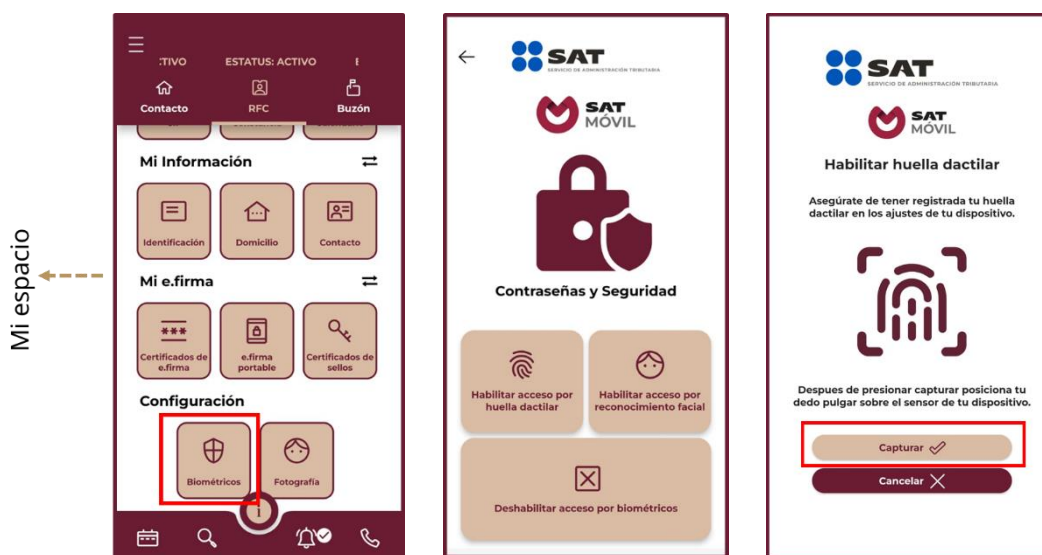 Mi espacio
:TIVO
ESTATUS: ACTIVO
Contacto
RFC
Buzón
Mi Información
Identificación
Domicilio
Contacto
Mi e.firma
***
Certificados de
e.firma
e.firma
portable
Certificados de
sellos
Configuración
Biométricos
Fotografía
i
SAT
SERVICIO DE ADMINISTRACIÓN TRIBUTARIA
SAT
MÓVIL
Contraseñas y Seguridad
Habilitar acceso por
huella dactilar
Habilitar acceso por
reconocimiento facial
Deshabilitar acceso por biométricos
SAT
SERVICIO DE ADMINISTRACIÓN TRIBUTARIA
SAT
MÓVIL
Habilitar huella dactilar
Asegúrate de tener registrada tu huella
dactilar en los ajustes de tu dispositivo.
Despues de presionar capturar posiciona tu
dedo pulgar sobre el sensor de tu dispositivo.
Capturar
Cancelar